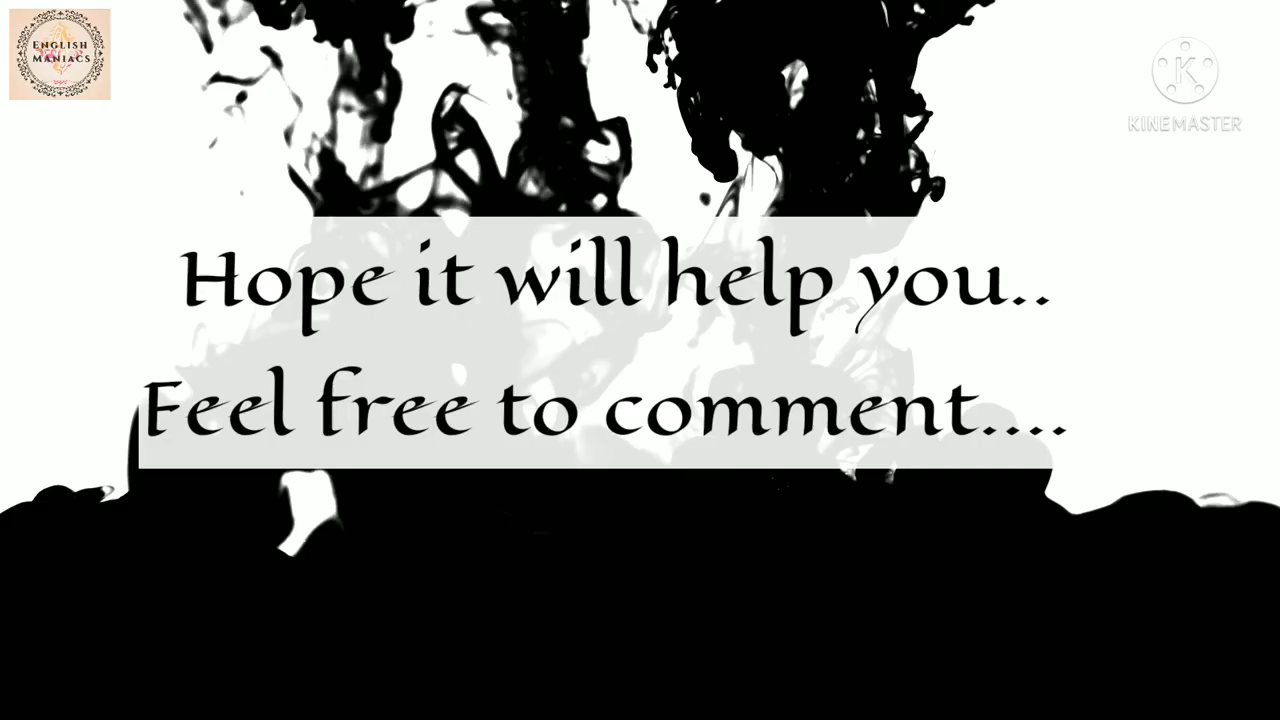 ENGLISH
MANIACS
K
KINEMASTER
Hope it will help you..
Feel free to comment....